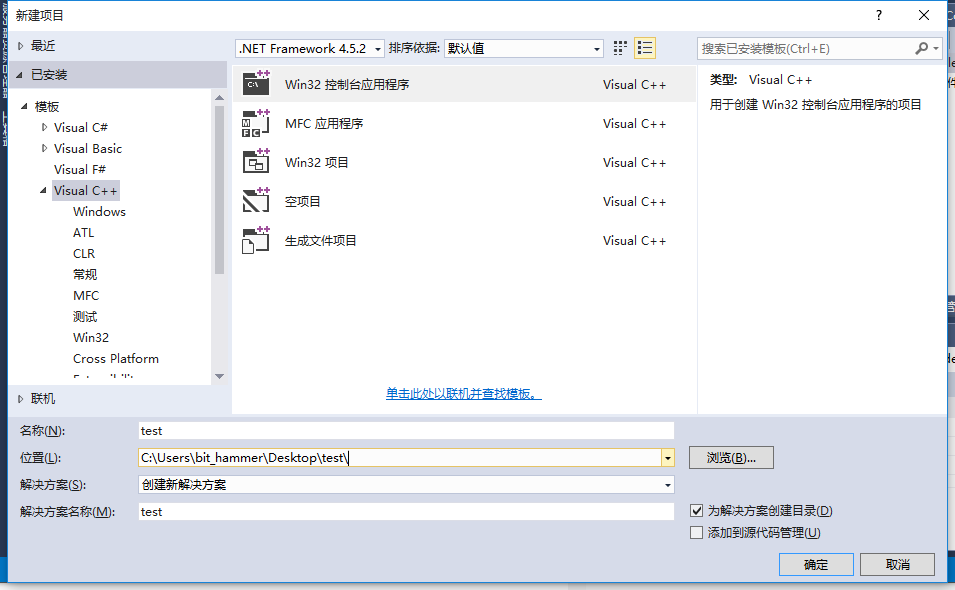 新建项目
?
最近
.NET Framework 4.5.2 排序依据: 默认值
搜索已安装模板(Ctrl+E)
已安装
模板
Visual C#
Visual Basic
Visual F#
Visual C++
Windows
ATL
CLR
常规
MFC
测试
Win32
Cross Platform
联机
Win32 控制台应用程序 Visual C++
MFC 应用程序 Visual C++
Win32 项目 Visual C++
空项目 Visual C++
生成文件项目 Visual C++
单击此处以联机并查找模板。
类型: Visual C++
用于创建 Win32 控制台应用程序的项目
名称(N): test
位置(L): C:\Users\bit_hammer\Desktop\test\
浏览(B)...
解决方案(S): 创建新解决方案
解决方案名称(M): test
为解决方案创建目录(D)
添加到源代码管理(U)
确定 取消